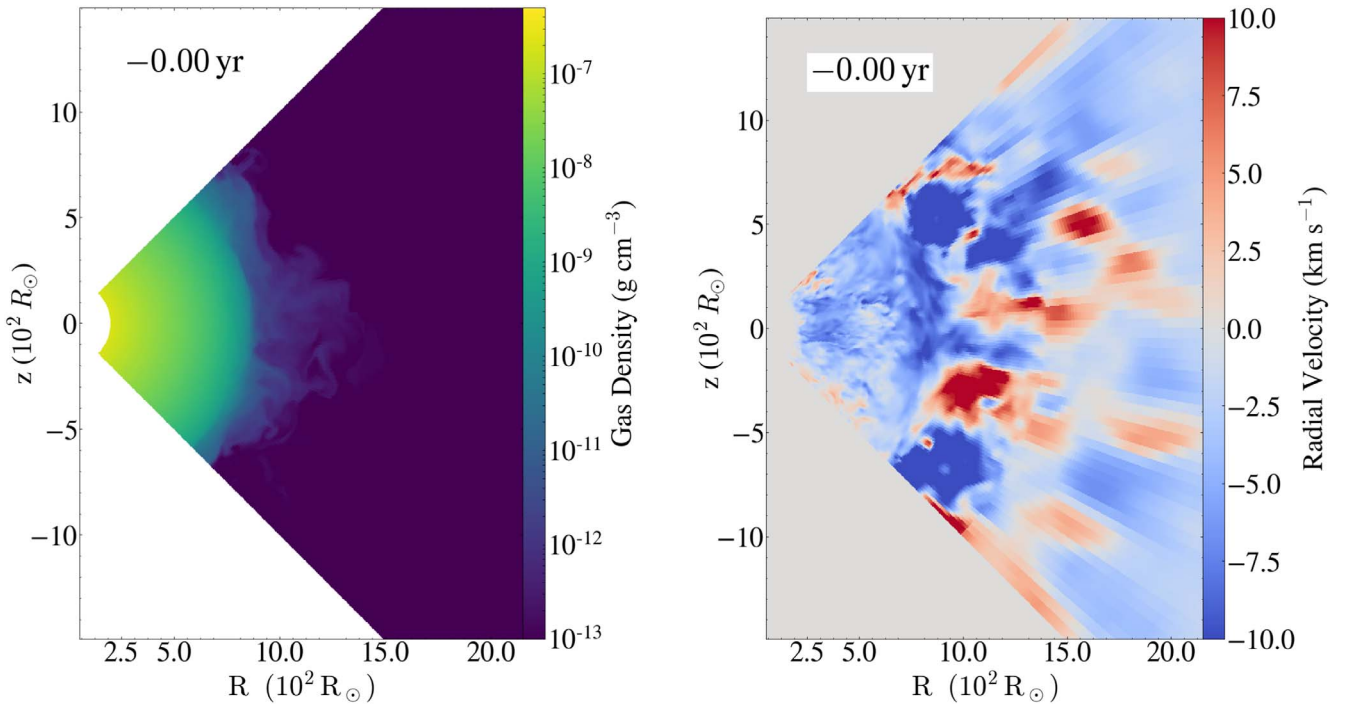 −0.00 yr
10
5
0
−5
−10
z (10² R☉)
2.5 5.0 10.0 15.0 20.0
R (10² R☉)
10⁻⁷
10⁻⁸
10⁻⁹
10⁻¹⁰
10⁻¹¹
10⁻¹²
10⁻¹³
Gas Density (g cm⁻³)
−0.00 yr
10
5
0
−5
−10
z (10² R☉)
2.5 5.0 10.0 15.0 20.0
R (10² R☉)
10.0
7.5
5.0
2.5
0.0
−2.5
−5.0
−7.5
−10.0
Radial Velocity (km s⁻¹)